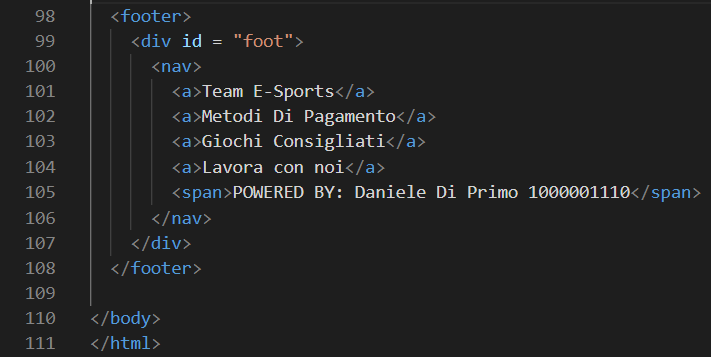 98 <footer>
99 <div id = "foot">
100 <nav>
101 <a>Team E-Sports</a>
102 <a>Metodi Di Pagamento</a>
103 <a>Giochi Consigliati</a>
104 <a>Lavora con noi</a>
105 <span>POWERED BY: Daniele Di Primo 1000001110</span>
106 </nav>
107 </div>
108 </footer>
109
110 </body>
111 </html>